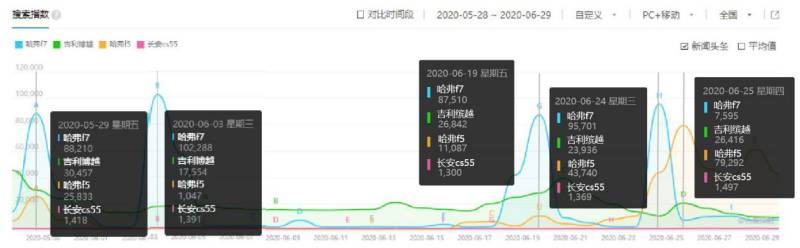 搜索指数
对比时间段
2020-05-28 ~ 2020-06-29
自定义
PC+移动
全国
哈弗f7
吉利博越
哈弗f5
长安cs55
新闻头条
平均值
120,000
2020-05-29 星期五
哈弗f7
88,210
吉利博越
30,457
哈弗f5
25,833
长安cs55
1,418
2020-06-03 星期三
哈弗f7
102,288
吉利博越
17,554
哈弗f5
1,047
长安cs55
1,391
2020-06-19 星期五
哈弗f7
87,510
吉利缤越
26,842
哈弗f5
11,087
长安cs55
1,300
2020-06-24 星期三
哈弗f7
95,701
吉利缤越
23,936
哈弗f5
43,740
长安cs55
1,369
2020-06-25 星期四
哈弗f7
7,595
吉利缤越
26,416
哈弗f5
79,292
长安cs55
1,497
A
B
G
H
D
E
2020-06-09
2020-06-11
2020-06-13
2020-06-15
2020-06-17
2020-06-19
2020-06-21
2020-06-23
2020-06-25
2020-06-27
2020-06-29